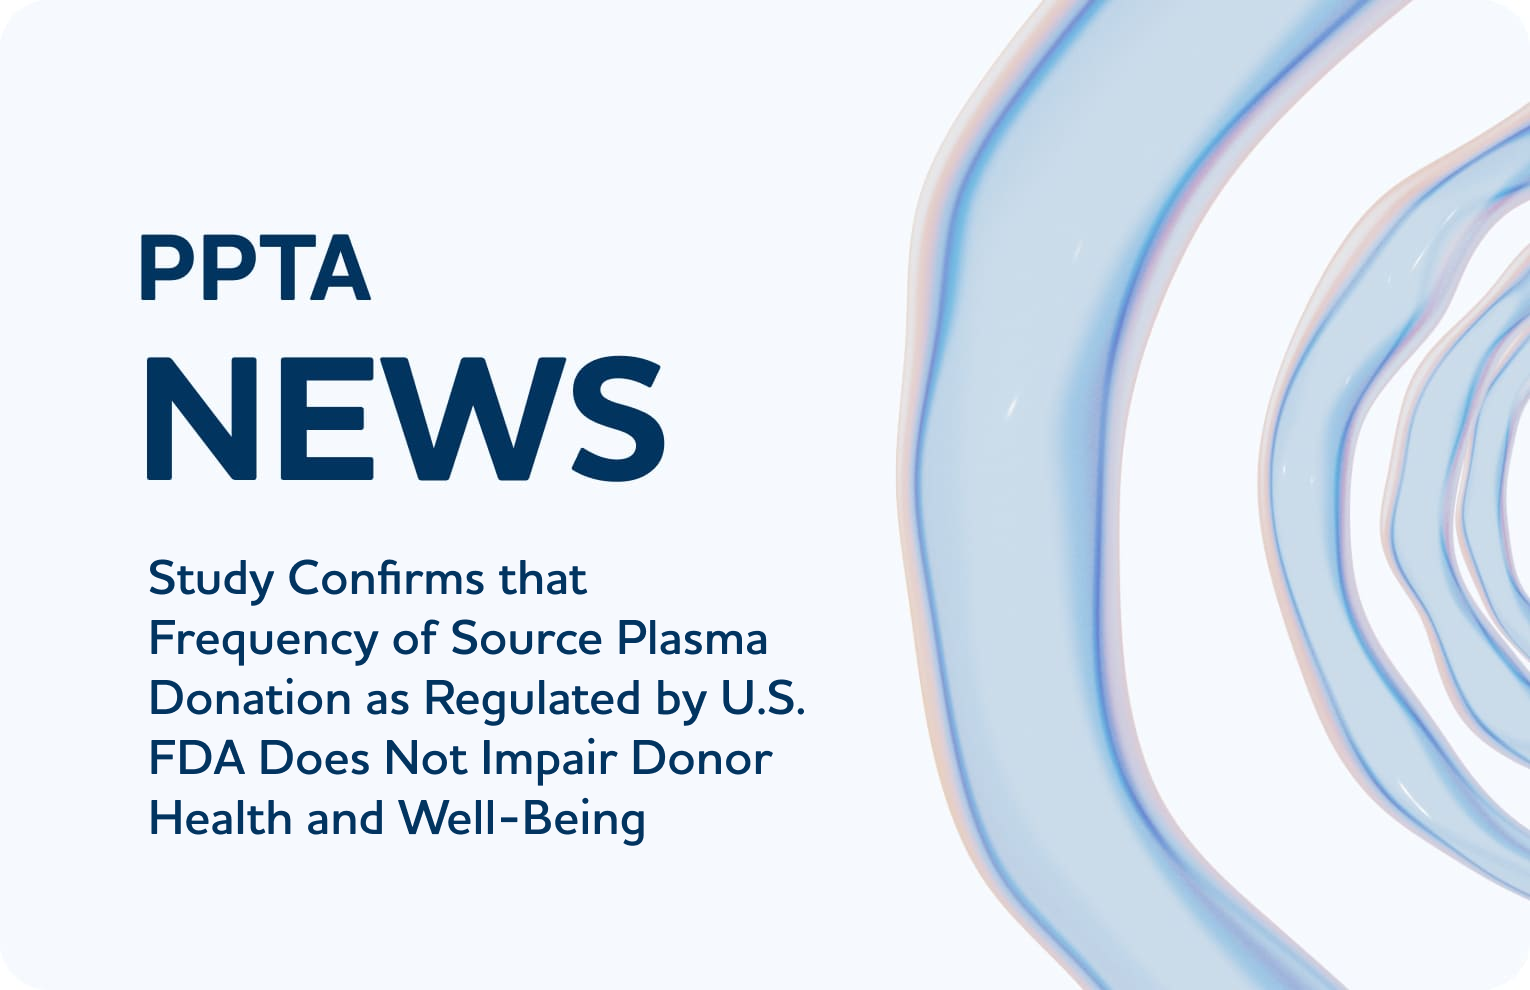 PPTA
NEWS
Study Confirms that
Frequency of Source Plasma
Donation as Regulated by U.S.
FDA Does Not Impair Donor
Health and Well-Being